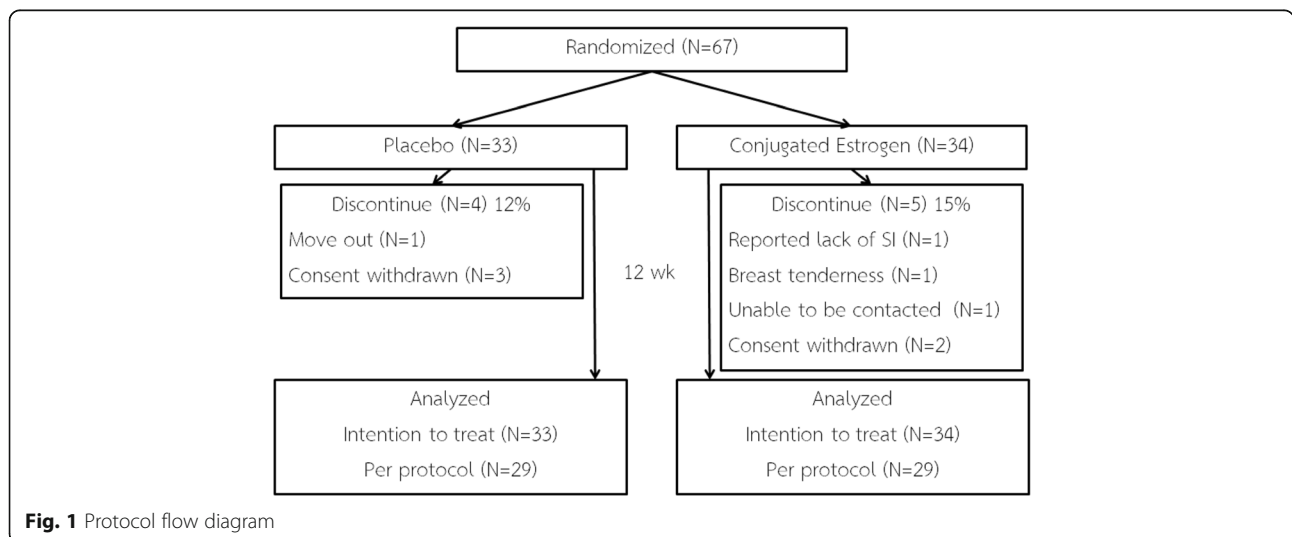 Randomized (N=67)
Placebo (N=33)
Conjugated Estrogen (N=34)
Discontinue (N=4) 12%
Move out (N=1)
Consent withdrawn (N=3)
12 wk
Discontinue (N=5) 15%
Reported lack of SI (N=1)
Breast tenderness (N=1)
Unable to be contacted (N=1)
Consent withdrawn (N=2)
Analyzed
Intention to treat (N=33)
Per protocol (N=29)
Analyzed
Intention to treat (N=34)
Per protocol (N=29)
Fig. 1 Protocol flow diagram